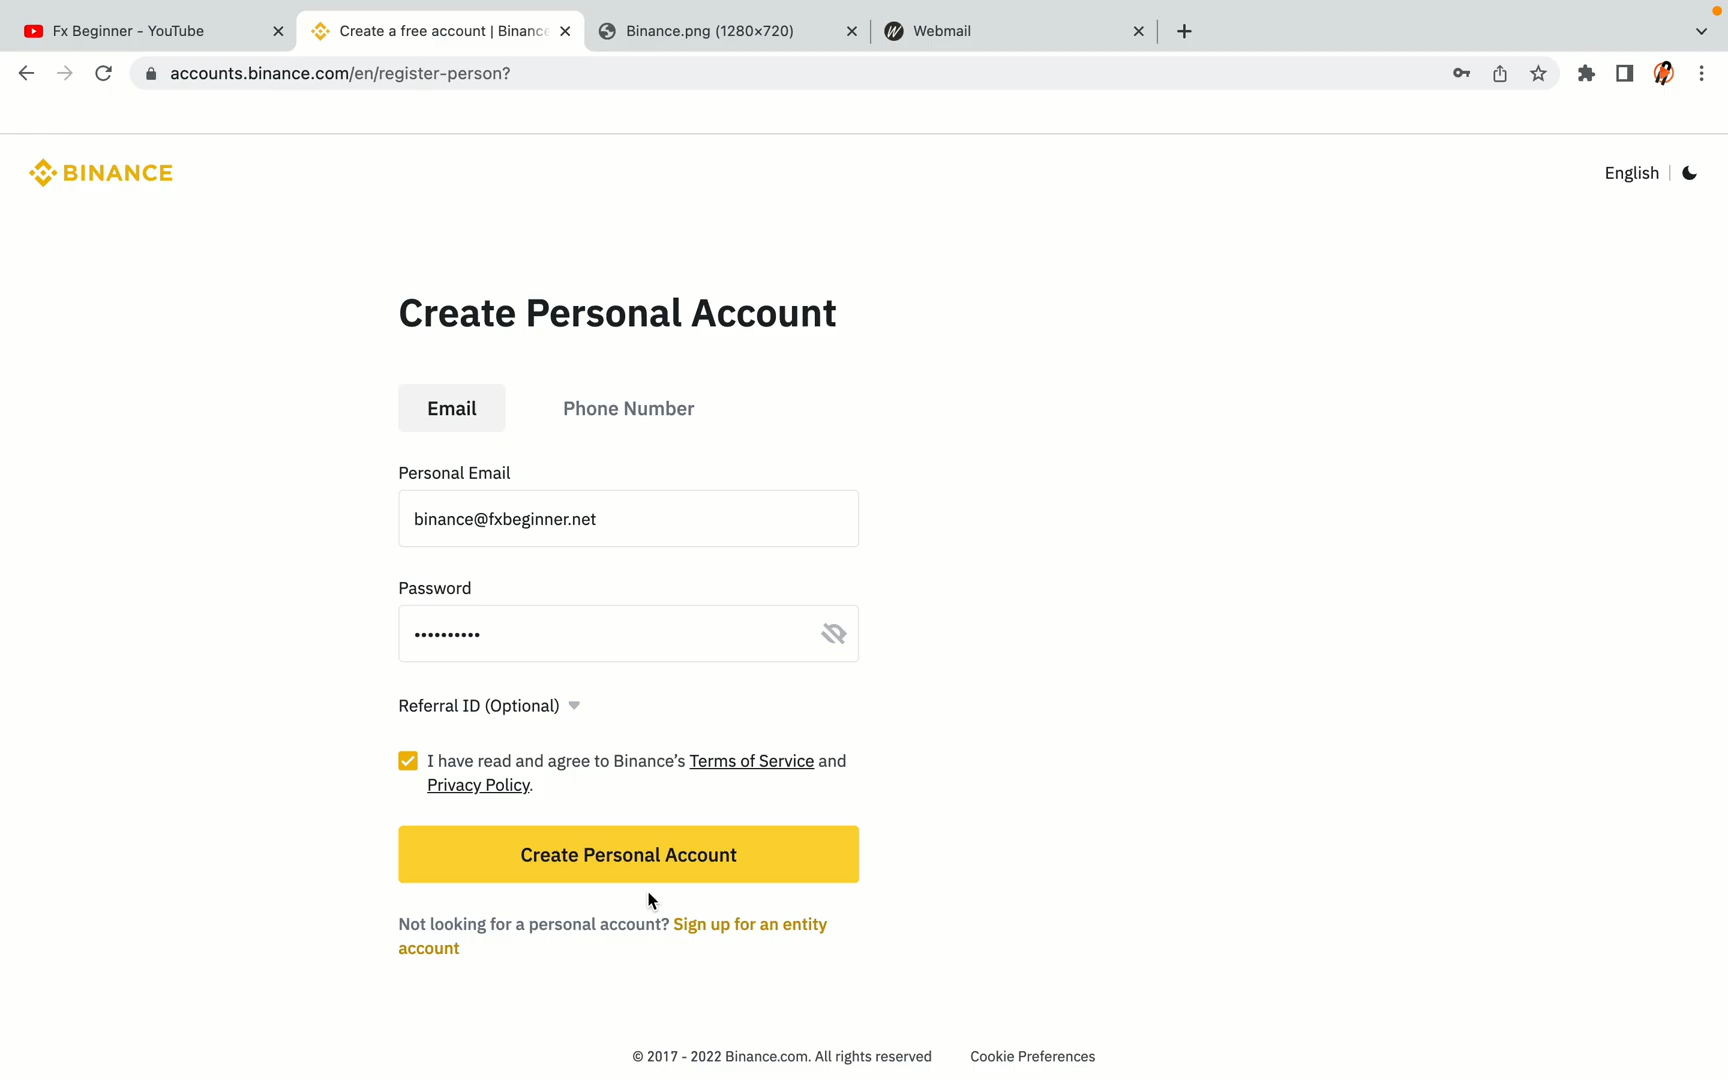 Fx Beginner - YouTube
Create a free account | Binance
Binance.png (1280×720)
Webmail
accounts.binance.com/en/register-person?
BINANCE
English
Create Personal Account
Email
Phone Number
Personal Email
binance@fxbeginner.net
Password
••••••••••
Referral ID (Optional)
I have read and agree to Binance’s Terms of Service and
Privacy Policy.
Create Personal Account
Not looking for a personal account? Sign up for an entity
account
© 2017 - 2022 Binance.com. All rights reserved
Cookie Preferences